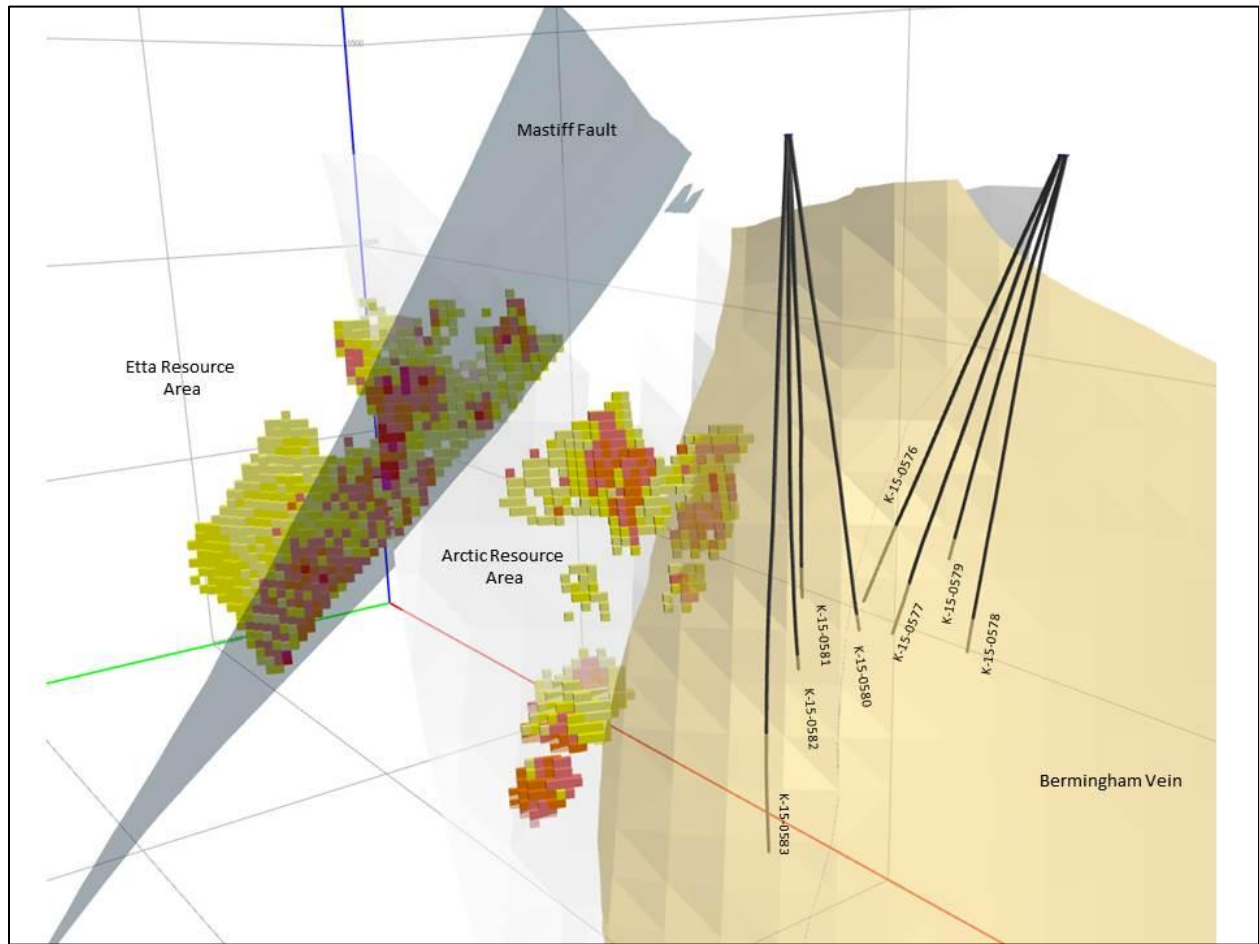 1000
Mastiff Fault
Etta Resource
Area
K-15-0576
Arctic Resource
Area
K-15-0577
K-15-0579
K-15-0578
K-15-0581
K-15-0580
K-15-0582
Bermingham Vein
K-15-0583